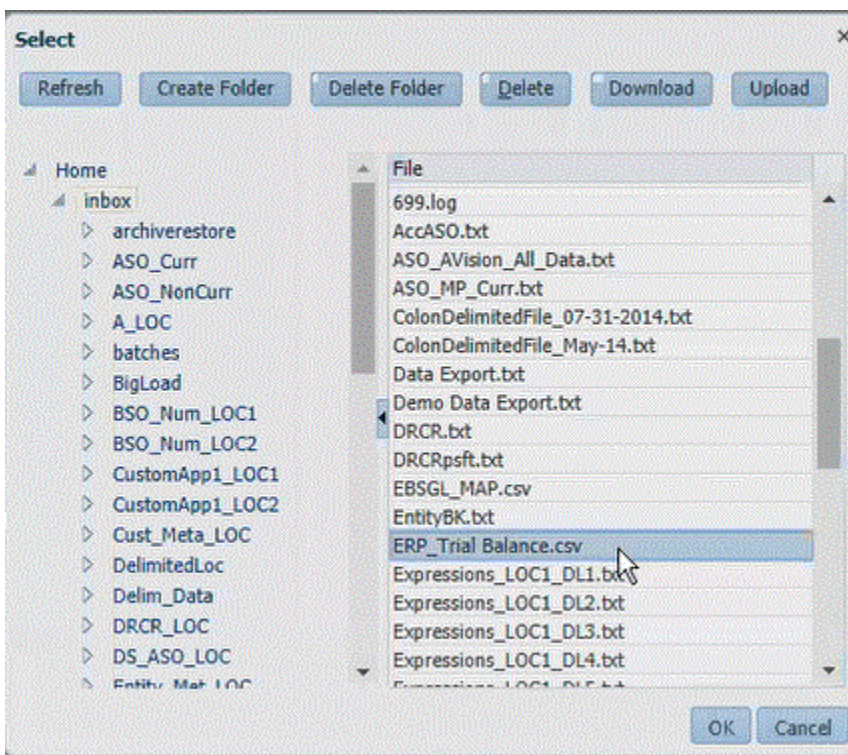 Select
Refresh Create Folder Delete Folder Delete Download Upload
Home
inbox
archiverestore
ASO_Curr
ASO_NonCurr
A_LOC
batches
BigLoad
BSO_Num_LOC1
BSO_Num_LOC2
CustomApp1_LOC1
CustomApp1_LOC2
Cust_Meta_LOC
DelimitedLoc
Delim_Data
DRCR_LOC
DS_ASO_LOC
Entity_Met_LOC
File
699.log
AccASO.txt
ASO_AVision_All_Data.txt
ASO_MP_Curr.txt
ColonDelimitedFile_07-31-2014.txt
ColonDelimitedFile_May-14.txt
Data Export.txt
Demo Data Export.txt
DRCR.txt
DRCRpsft.txt
EBSGL_MAP.csv
EntityBK.txt
ERP_Trial Balance.csv
Expressions_LOC1_DL1.txt
Expressions_LOC1_DL2.txt
Expressions_LOC1_DL3.txt
Expressions_LOC1_DL4.txt
Expressions_LOC1_DL5.txt
OK Cancel